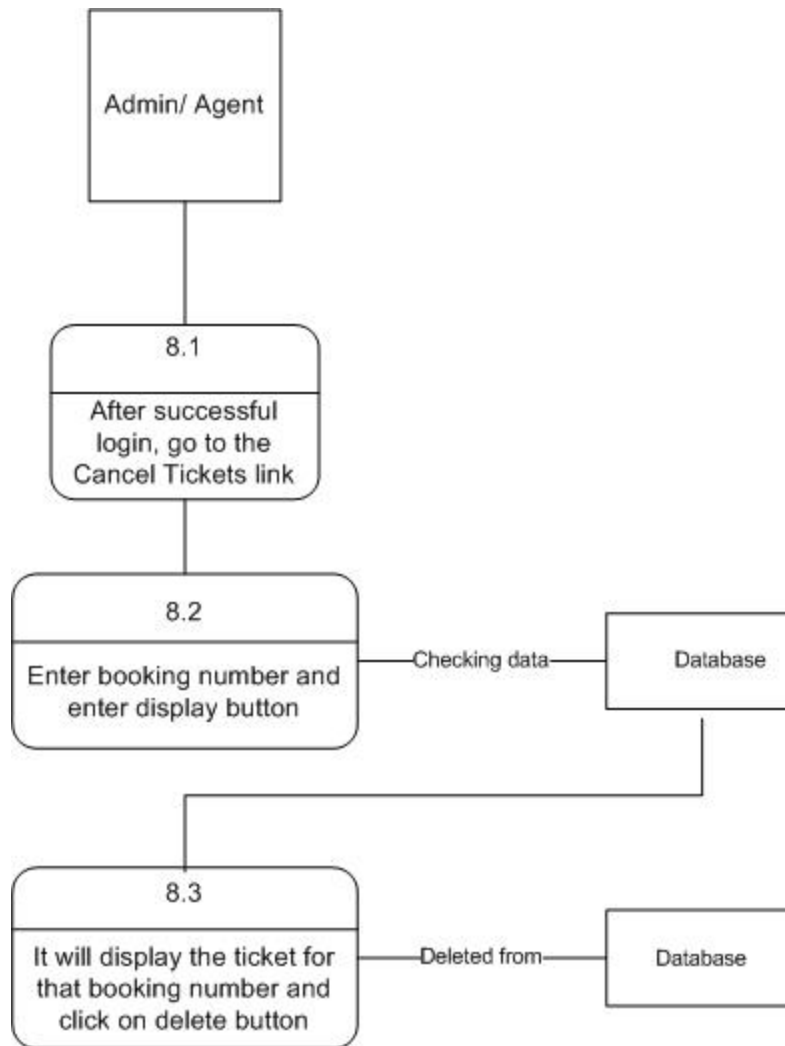 Admin/ Agent
8.1
After successful
login, go to the
Cancel Tickets link
8.2
Enter booking number and
enter display button
Checking data
Database
8.3
It will display the ticket for
that booking number and
click on delete button
Deleted from
Database